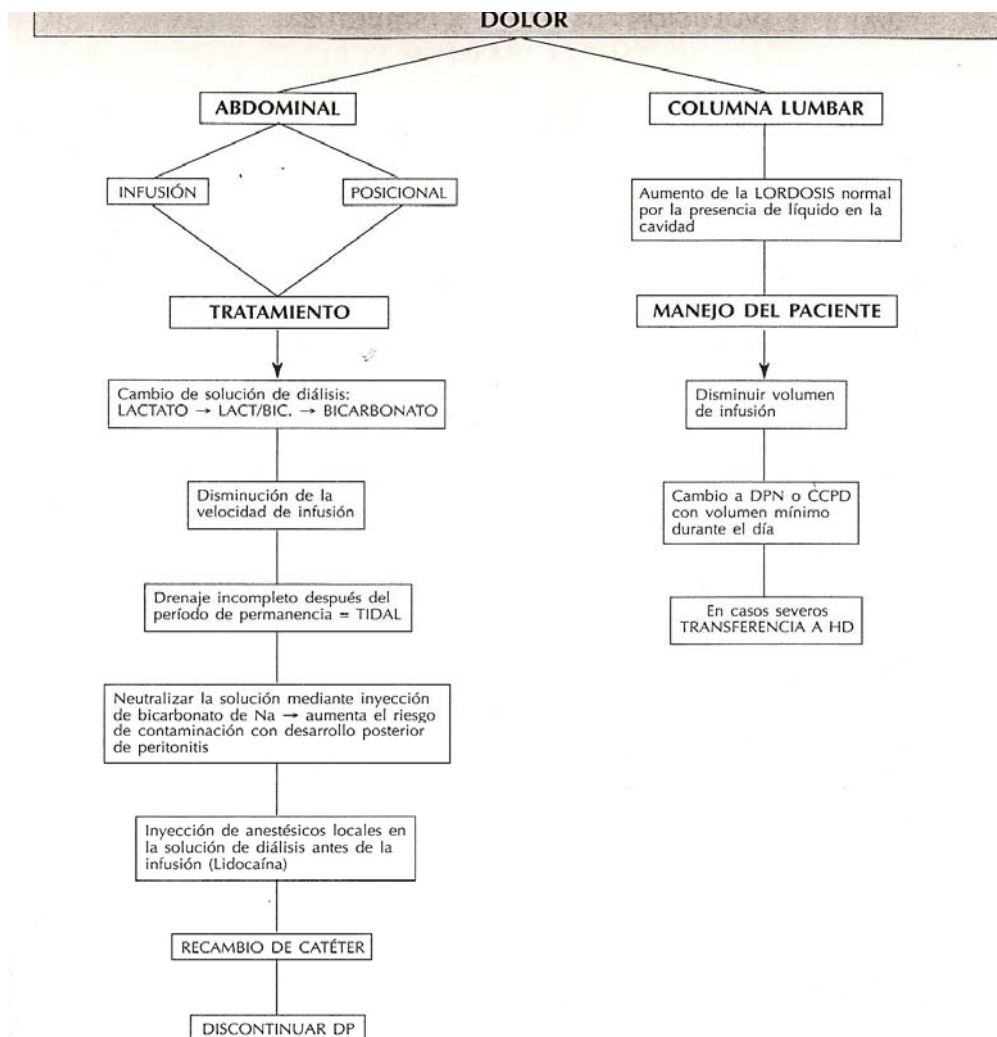 DOLOR
ABDOMINAL
INFUSIÓN
POSICIONAL
TRATAMIENTO
Cambio de solución de diálisis:
LACTATO → LACT/BIC. → BICARBONATO
Disminución de la
velocidad de infusión
Drenaje incompleto después del
período de permanencia = TIDAL
Neutralizar la solución mediante inyección
de bicarbonato de Na → aumenta el riesgo
de contaminación con desarrollo posterior
de peritonitis
Inyección de anestésicos locales en
la solución de diálisis antes de la
infusión (Lidocaína)
RECAMBIO DE CATÉTER
DISCONTINUAR DP
COLUMNA LUMBAR
Aumento de la LORDOSIS normal
por la presencia de líquido en la
cavidad
MANEJO DEL PACIENTE
Disminuir volumen
de infusión
Cambio a DPN o CCPD
con volumen mínimo
durante el día
En casos severos
TRANSFERENCIA A HD